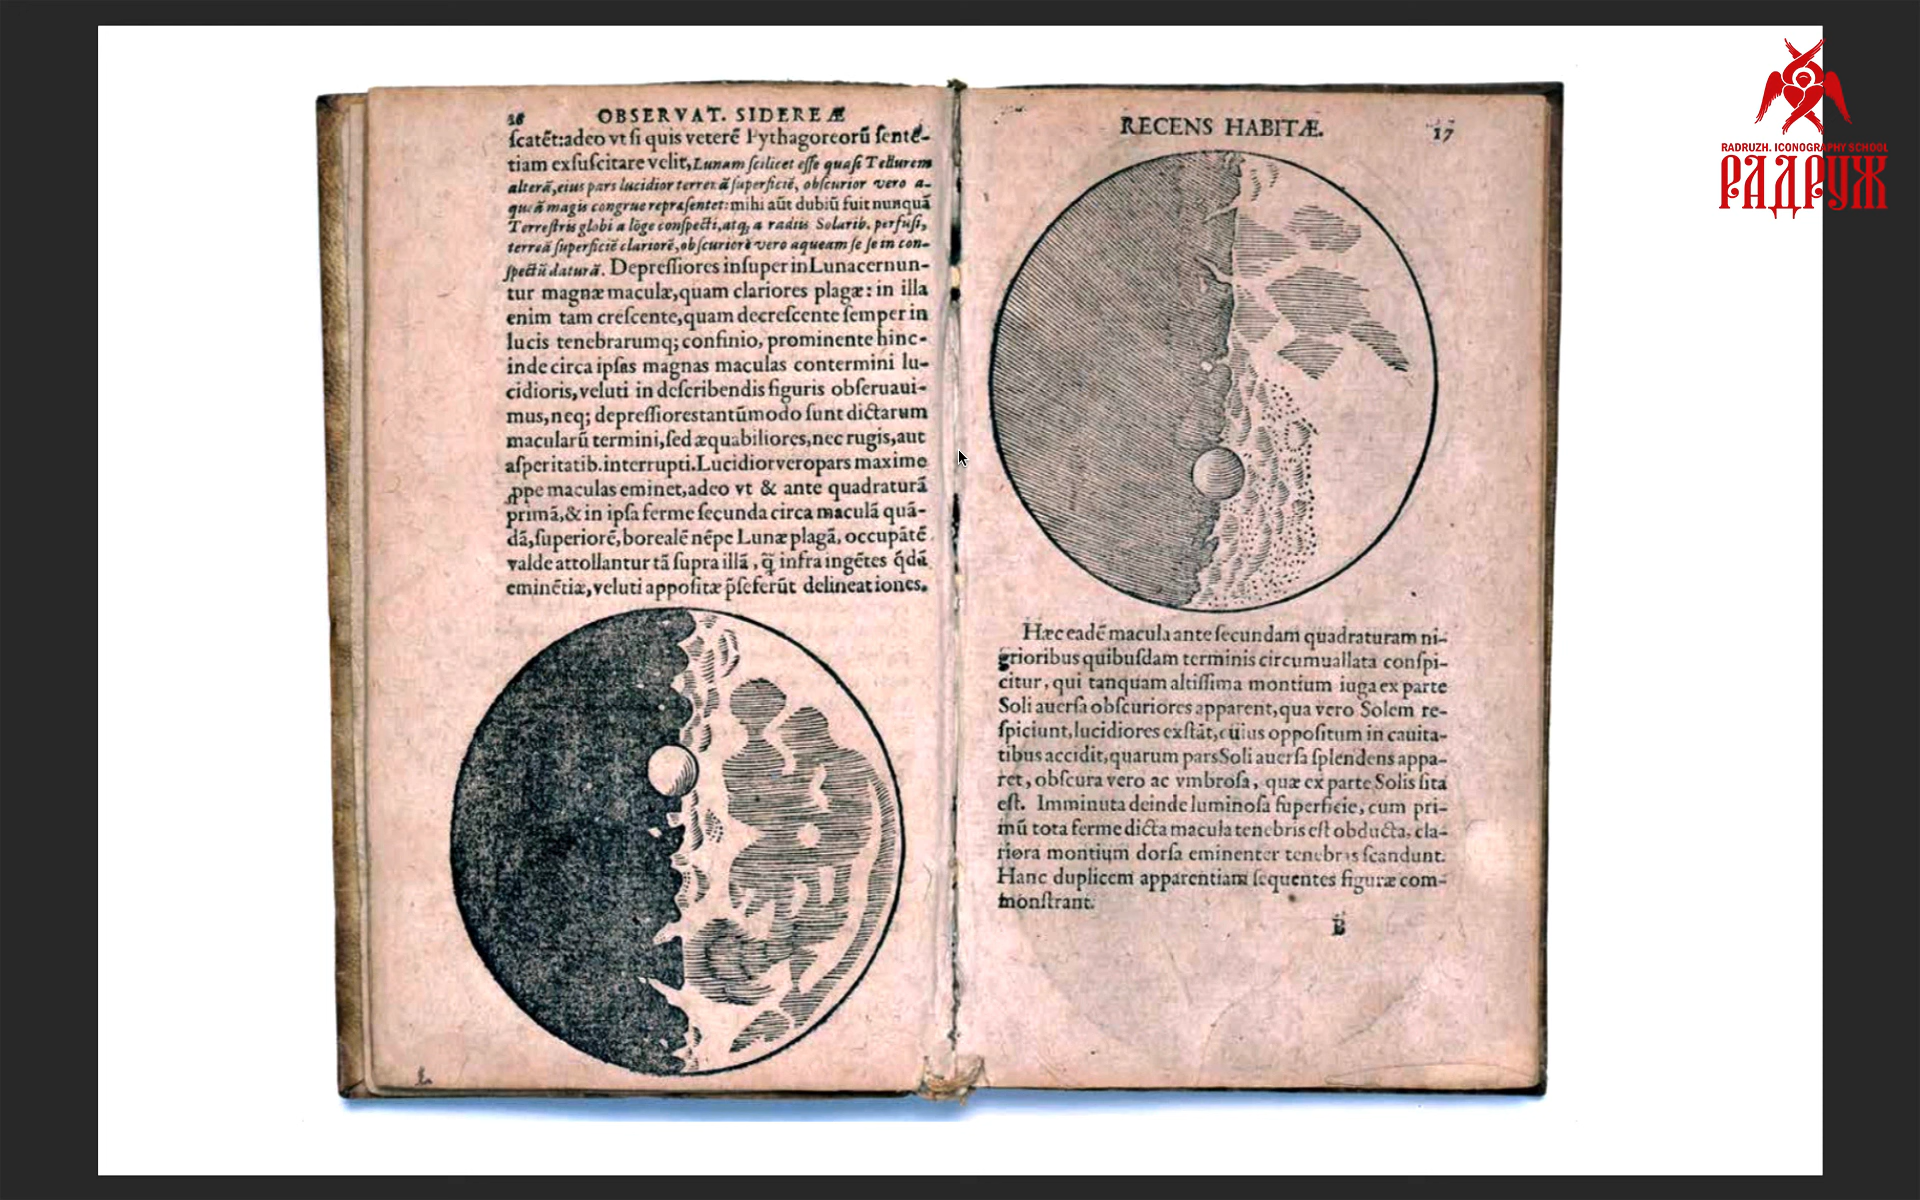 16 OBSERVAT. SIDEREÆ
ſcatēt:adeo vt ſi quis veterē Pythagoreorū ſentē-
tiam exſuſcitare velit, Lunam ſcilicet eſſe quaſi Tellurem
alterā, eius pars lucidior terrenā ſuperficiē, obſcurior vero a-
queā magis congrue repræſentet: mihi aūt dubiū fuit nunquā
Terreſtris globi a lōge conſpecti, atq; a radiis Solarib. perfuſi,
terreā ſuperficiē clariorē, obſcuriorē vero aqueam ſe ſe in con-
ſpectū daturā. Depreſſiores inſuper in Luna cernun-
tur magnæ maculæ, quam clariores plagæ: in illa
enim tam creſcente, quam decreſcente ſemper in
lucis tenebrarumq; confinio, prominente hinc-
inde circa ipſas magnas maculas contermini lu-
cidioris, veluti in deſcribendis figuris obſeruaui-
mus, neq; depreſſiores tantūmodo ſunt dictarum
macularū termini, ſed æquabiliores, nec rugis, aut
aſperitatib. interrupti. Lucidior vero pars maxime
ꝓpe maculas eminet, adeo vt & ante quadraturā
primā, & in ipſa ferme ſecunda circa maculā quā-
dā, ſuperiorē, borealē nēpe Lunæ plagā, occupātē
valde attollantur tā ſupra illā, q̄ infra ingētes q́dā
eminētiæ, veluti appoſitæ p̄ſeferūt delineationes.
RECENS HABITÆ. 17
Hæc eadē macula ante ſecundam quadraturam ni-
grioribus quibuſdam terminis circumuallata conſpi-
citur, qui tanquam altiſſima montium iuga ex parte
Soli auerſa obſcuriores apparent, qua vero Solem re-
ſpiciunt, lucidiores exſtāt, cuius oppoſitum in cauita-
tibus accidit, quarum pars Soli auerſa ſplendens appa-
ret, obſcura vero ac vmbroſa, quæ ex parte Solis ſita
eſt. Imminuta deinde luminoſa ſuperficie, cum pri-
mū tota ferme dicta macula tenebris eſt obducta, cla-
riora montium dorſa eminenter tenebras ſcandunt.
Hanc duplicem apparentiam ſequentes figuræ com-
monſtrant.
B
RADRUZH. ICONOGRAPHY SCHOOL
РАДРУЖ